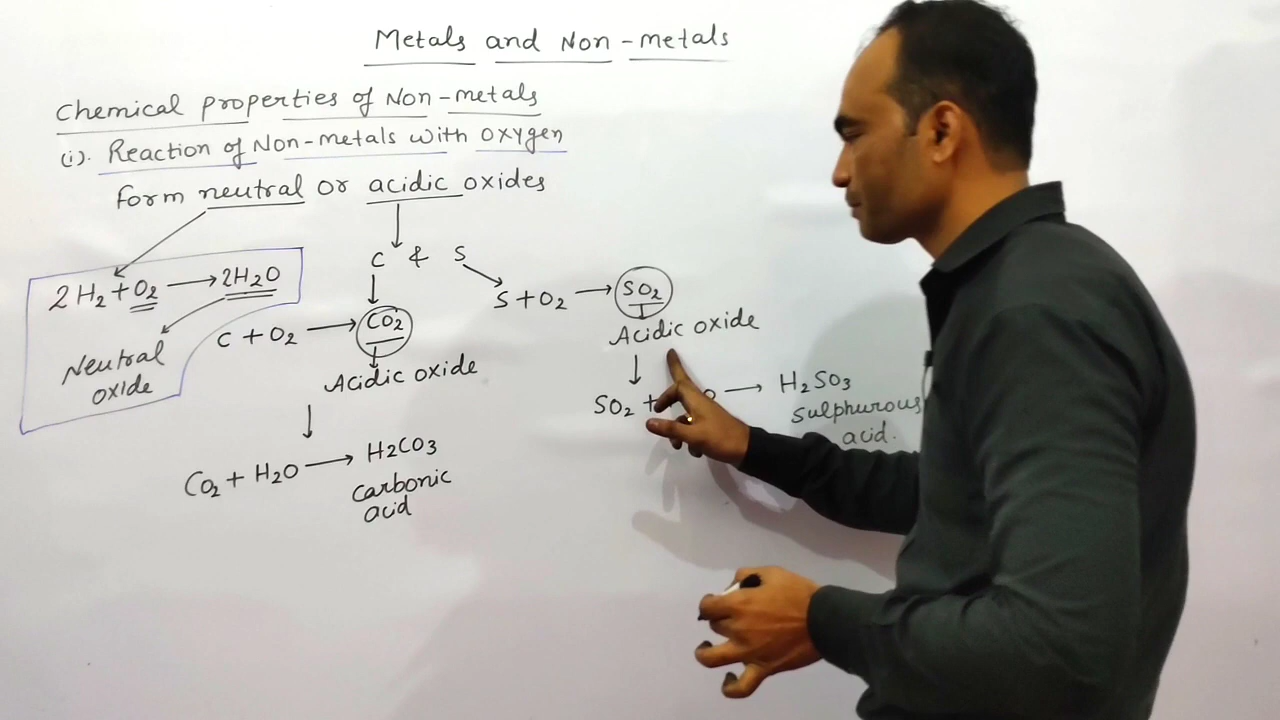 Metals and Non-metals
Chemical properties of Non-metals
(i). Reaction of Non-metals with oxygen
form neutral or acidic oxides
C & S
2H2 + O2 → 2H2O
Neutral
oxide
C + O2 → CO2
Acidic oxide
CO2 + H2O → H2CO3
carbonic
acid
S + O2 → SO2
Acidic oxide
SO2 + O → H2SO3
sulphurous
acid.